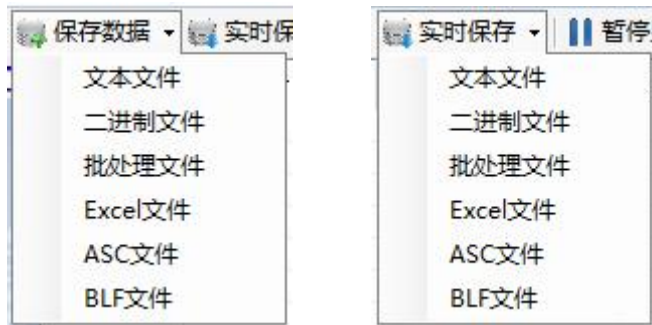 保存数据 实时保
文本文件
二进制文件
批处理文件
Excel文件
ASC文件
BLF文件
实时保存 暂停
文本文件
二进制文件
批处理文件
Excel文件
ASC文件
BLF文件